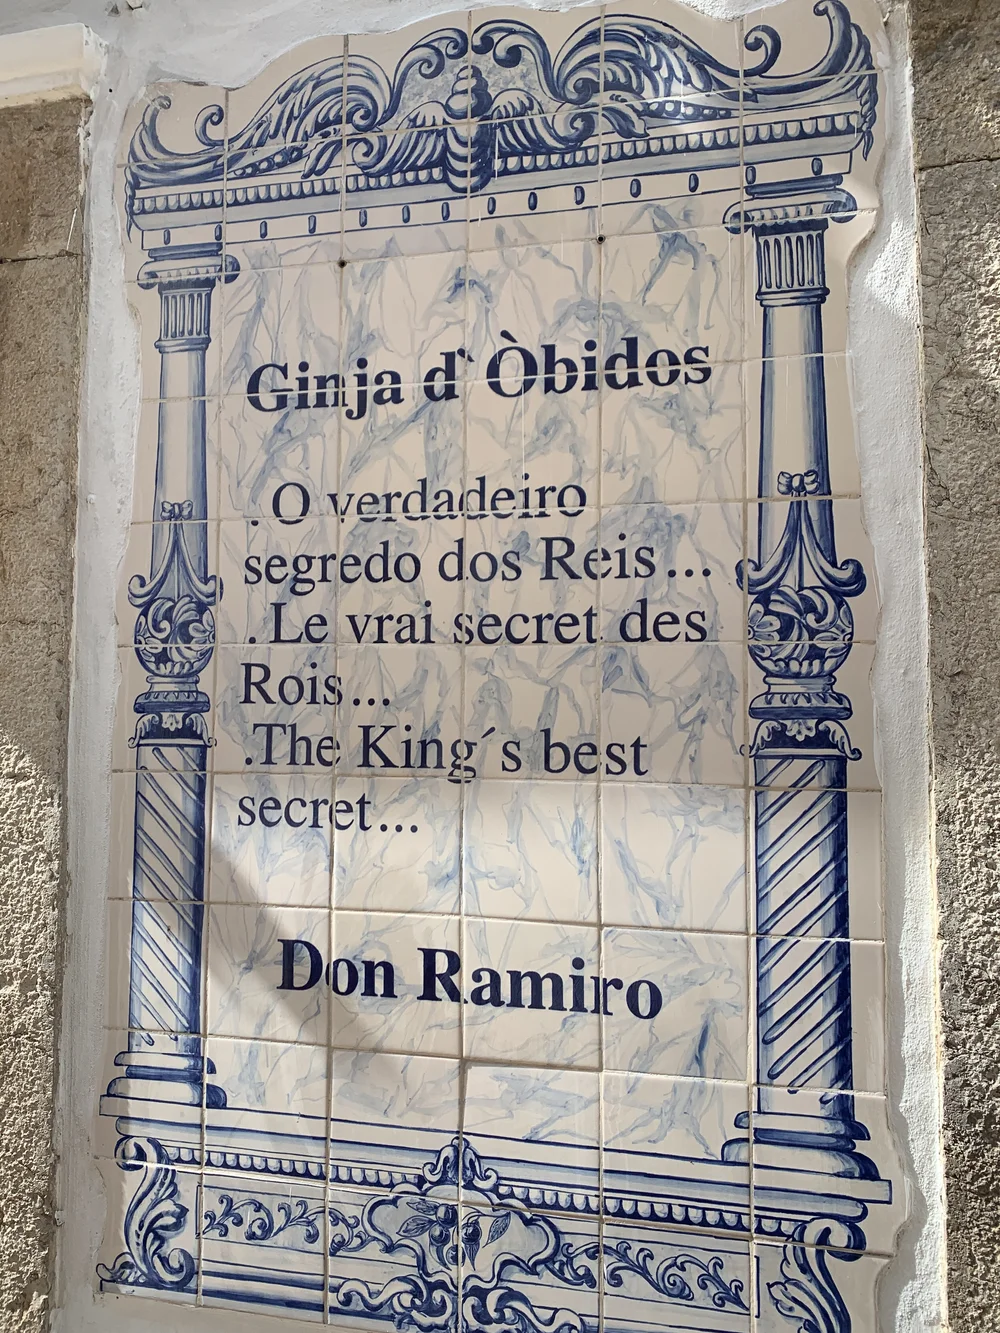 Ginja d` Òbidos
. O verdadeiro
segredo dos Reis...
. Le vrai secret des
Rois...
.The King´s best
secret...
Don Ramiro